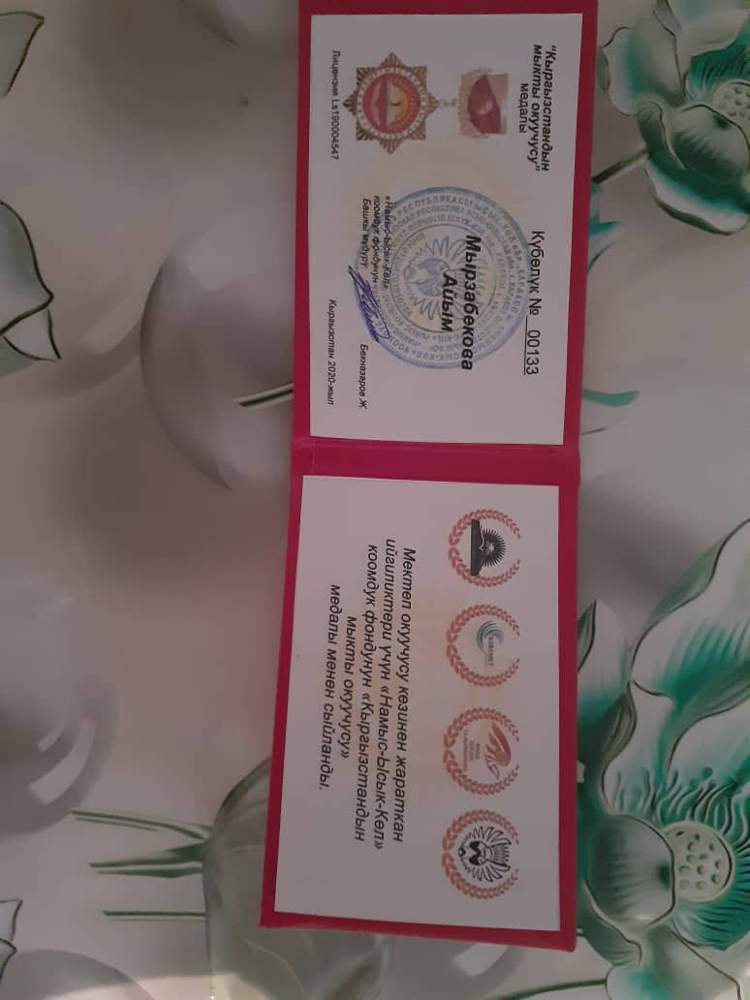 "Кыргызстандын
мыкты окуучусу"
медалы
Лицензия Ls190004547
Күбөлүк № 00133
Мырзабекова
Айым
«Намыс-Ысык-Көл»
коомдук фондунун
Башкы мүдүрү
Бекназаров Ж.
Кыргызстан 2020-жыл
Мектеп окуучусу кезинен жараткан
ийгиликтери үчүн «Намыс-Ысык-Көл»
коомдук фондунун «Кыргызстандын
мыкты окуучусу»
медалы менен сыйланды.